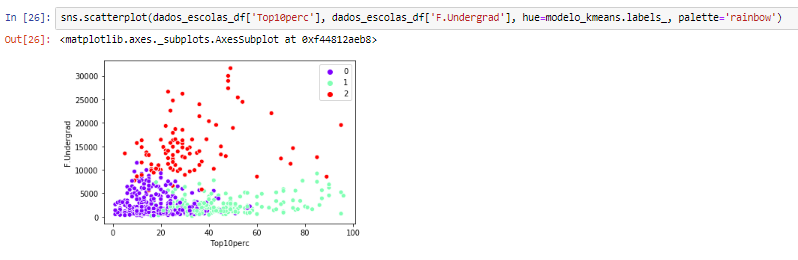 In [26]: sns.scatterplot(dados_escolas_df['Top10perc'], dados_escolas_df['F.Undergrad'], hue=modelo_kmeans.labels_, palette='rainbow')
Out[26]: <matplotlib.axes._subplots.AxesSubplot at 0xf44812aeb8>
0
1
2
30000
25000
20000
15000
10000
5000
0
F.Undergrad
0 20 40 60 80 100
Top10perc